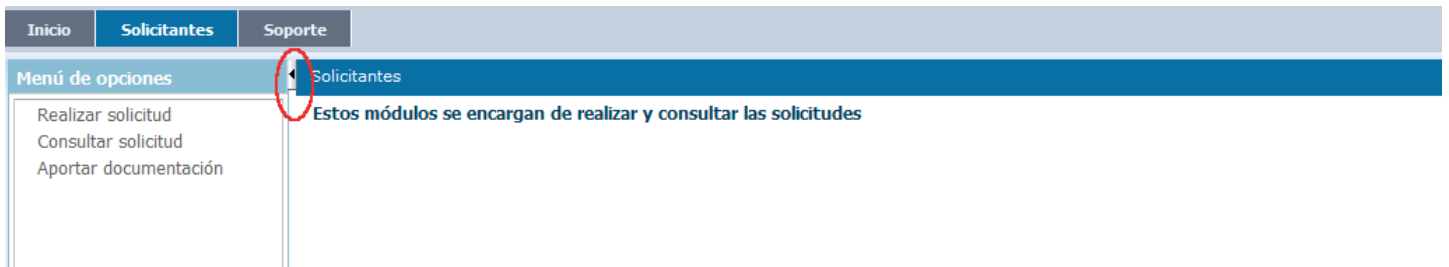 Inicio Solicitantes Soporte
Menú de opciones
Solicitantes
Realizar solicitud
Consultar solicitud
Aportar documentación
Estos módulos se encargan de realizar y consultar las solicitudes